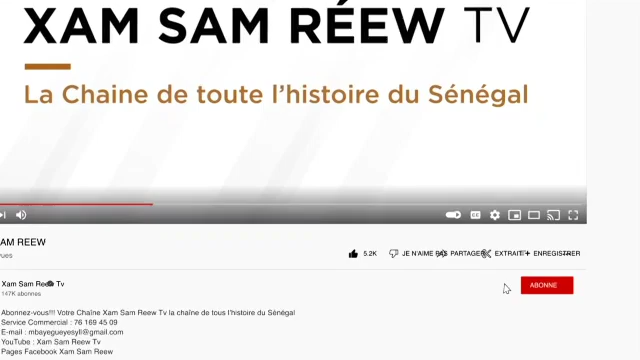 XAM SAM RÉEW TV
La Chaine de toute l'histoire du Sénégal
AM REEW
ues
5.2K JE N'AIME PAS PARTAGER EXTRAIT ENREGISTRER
Xam Sam Reew Tv
147K abonnes
ABONNE
Abonnez-vous!!! Votre Chaîne Xam Sam Reew Tv la chaîne de tous l'histoire du Sénégal
Service Commercial : 76 169 45 09
E-mail : mbayegueyesyll@gmail.com
YouTube : Xam Sam Reew Tv
Pages Facebook Xam Sam Reew